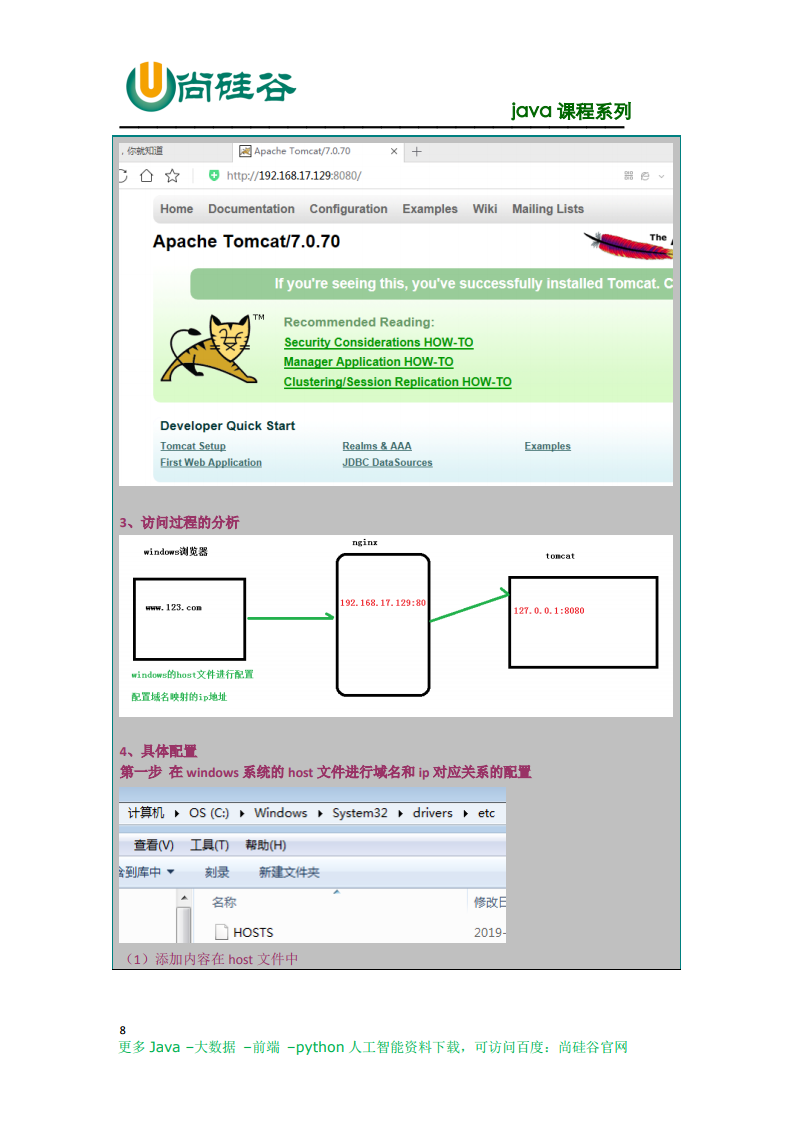 尚硅谷
java 课程系列
，你就知道
Apache Tomcat/7.0.70
http://192.168.17.129:8080/
Home Documentation Configuration Examples Wiki Mailing Lists
Apache Tomcat/7.0.70
The
If you're seeing this, you've successfully installed Tomcat. C
TM
Recommended Reading:
Security Considerations HOW-TO
Manager Application HOW-TO
Clustering/Session Replication HOW-TO
Developer Quick Start
Tomcat Setup Realms & AAA Examples
First Web Application JDBC DataSources
3、访问过程的分析
windows浏览器
nginx
tomcat
www.123.com
192.168.17.129:80
127.0.0.1:8080
windows的host文件进行配置
配置域名映射的ip地址
4、具体配置
第一步 在 windows 系统的 host 文件进行域名和 ip 对应关系的配置
计算机 OS (C:) Windows System32 drivers etc
查看(V) 工具(T) 帮助(H)
到库中 刻录 新建文件夹
名称 修改日
HOSTS 2019-
（1）添加内容在 host 文件中
8
更多 Java –大数据 –前端 –python 人工智能资料下载，可访问百度：尚硅谷官网